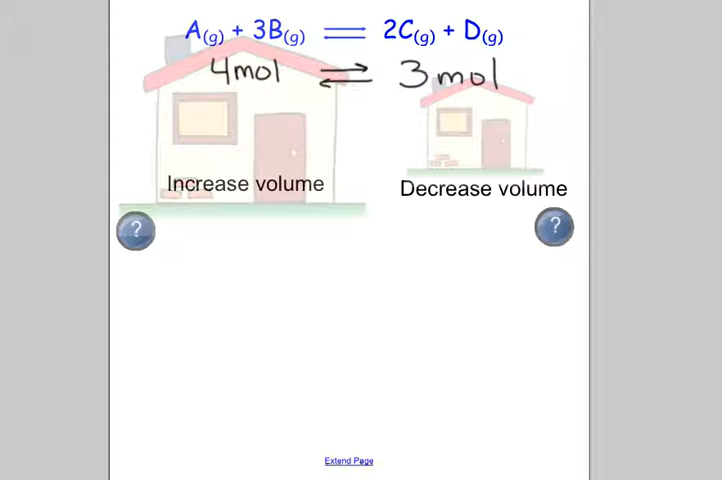 A(g) + 3B(g) ⇌ 2C(g) + D(g)
4mol ⇌ 3mol
Increase volume
Decrease volume
? ?
Extend Page